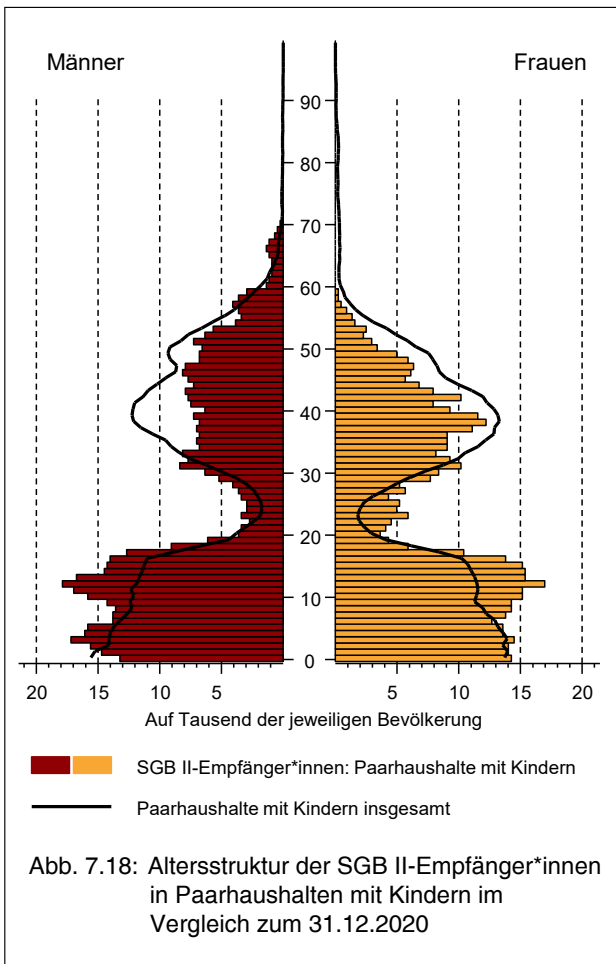 Männer Frauen
90
80
70
60
50
40
30
20
10
0
20 15 10 5 5 10 15 20
Auf Tausend der jeweiligen Bevölkerung
SGB II-Empfänger*innen: Paarhaushalte mit Kindern
Paarhaushalte mit Kindern insgesamt
Abb. 7.18: Altersstruktur der SGB II-Empfänger*innen
in Paarhaushalten mit Kindern im
Vergleich zum 31.12.2020